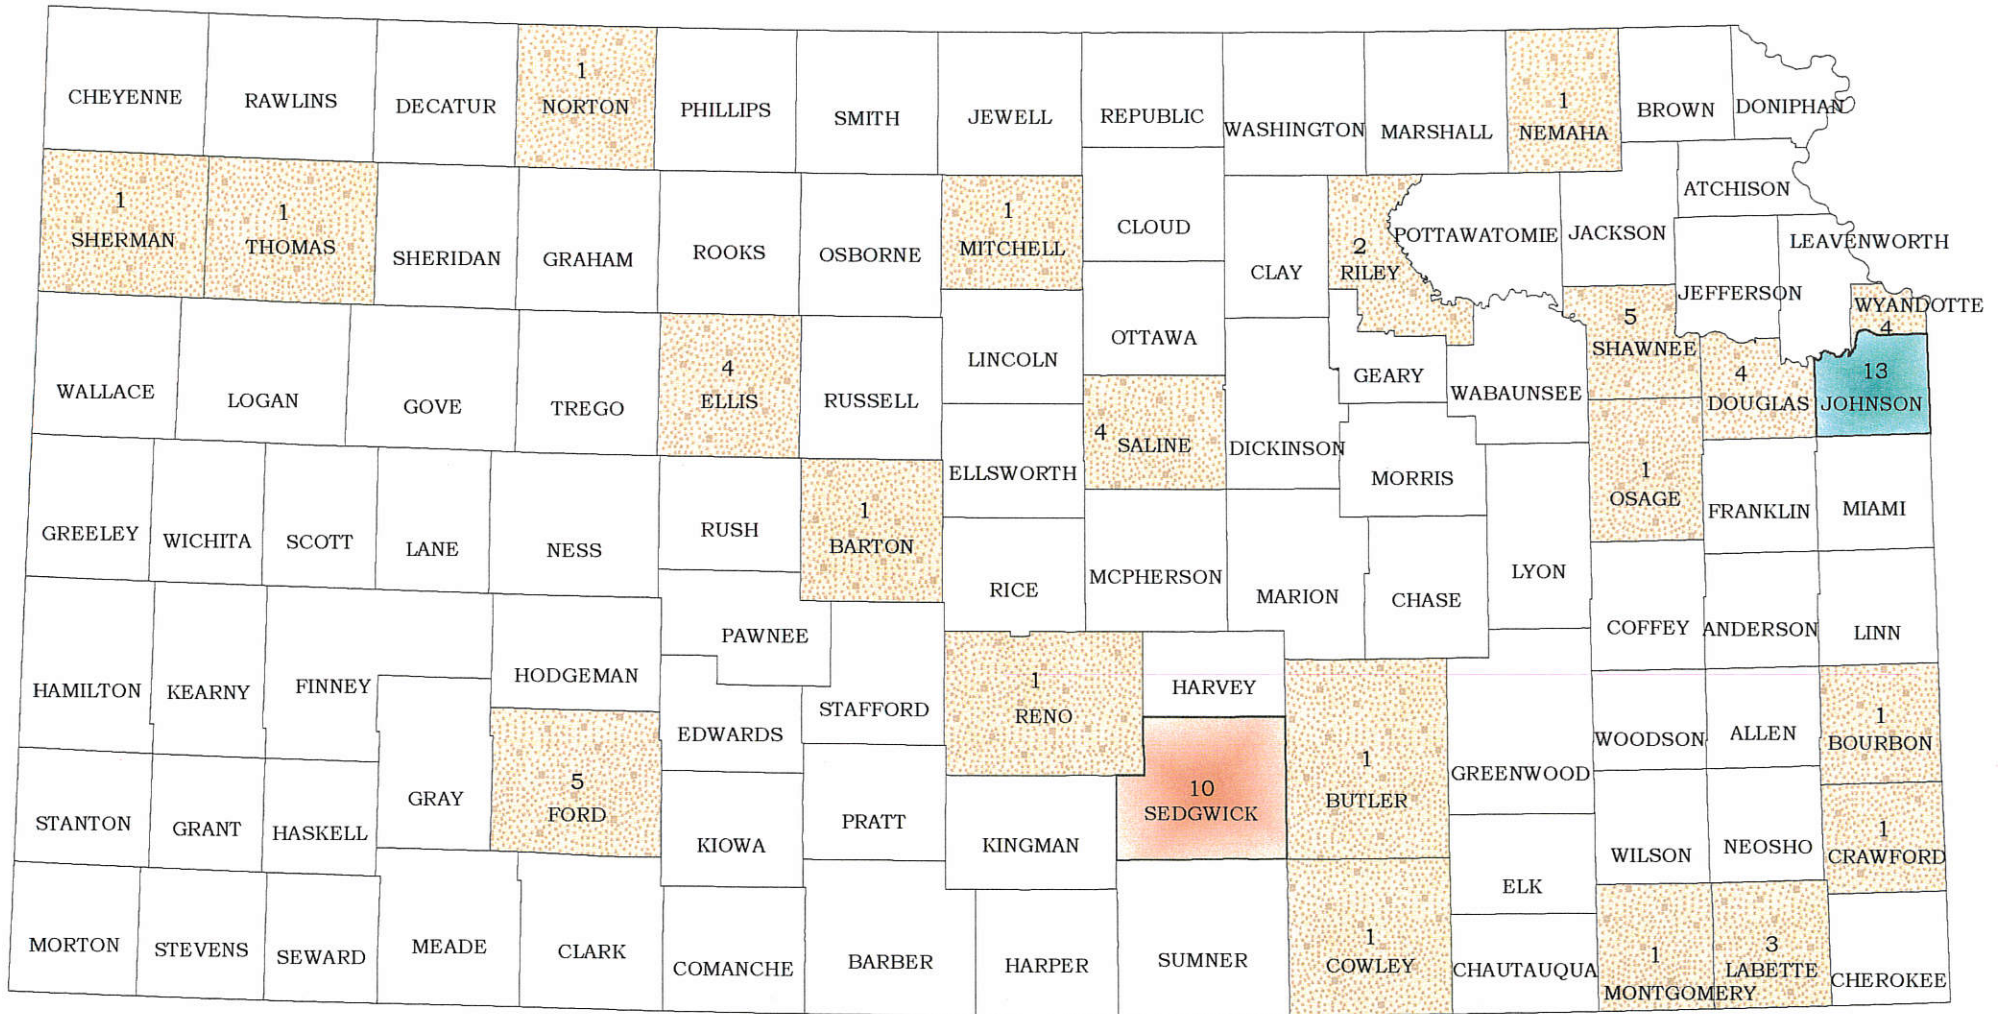 CHEYENNE
RAWLINS
DECATUR
1
NORTON
PHILLIPS
SMITH
JEWELL
REPUBLIC
WASHINGTON
MARSHALL
1
NEMAHA
BROWN
DONIPHAN
1
SHERMAN
1
THOMAS
SHERIDAN
GRAHAM
ROOKS
OSBORNE
1
MITCHELL
CLOUD
CLAY
2
RILEY
POTTAWATOMIE
JACKSON
ATCHISON
LEAVENWORTH
JEFFERSON
WYANDOTTE
4
WALLACE
LOGAN
GOVE
TREGO
4
ELLIS
RUSSELL
LINCOLN
OTTAWA
4
SALINE
DICKINSON
GEARY
WABAUNSEE
5
SHAWNEE
4
DOUGLAS
13
JOHNSON
GREELEY
WICHITA
SCOTT
LANE
NESS
RUSH
1
BARTON
ELLSWORTH
RICE
MCPHERSON
MARION
MORRIS
CHASE
LYON
1
OSAGE
FRANKLIN
MIAMI
COFFEY
ANDERSON
LINN
HAMILTON
KEARNY
FINNEY
HODGEMAN
PAWNEE
EDWARDS
STAFFORD
1
RENO
HARVEY
10
SEDGWICK
1
BUTLER
GREENWOOD
WOODSON
ALLEN
1
BOURBON
STANTON
GRANT
HASKELL
GRAY
5
FORD
KIOWA
PRATT
KINGMAN
ELK
WILSON
NEOSHO
1
CRAWFORD
MORTON
STEVENS
SEWARD
MEADE
CLARK
COMANCHE
BARBER
HARPER
SUMNER
1
COWLEY
CHAUTAUQUA
1
MONTGOMERY
3
LABETTE
CHEROKEE